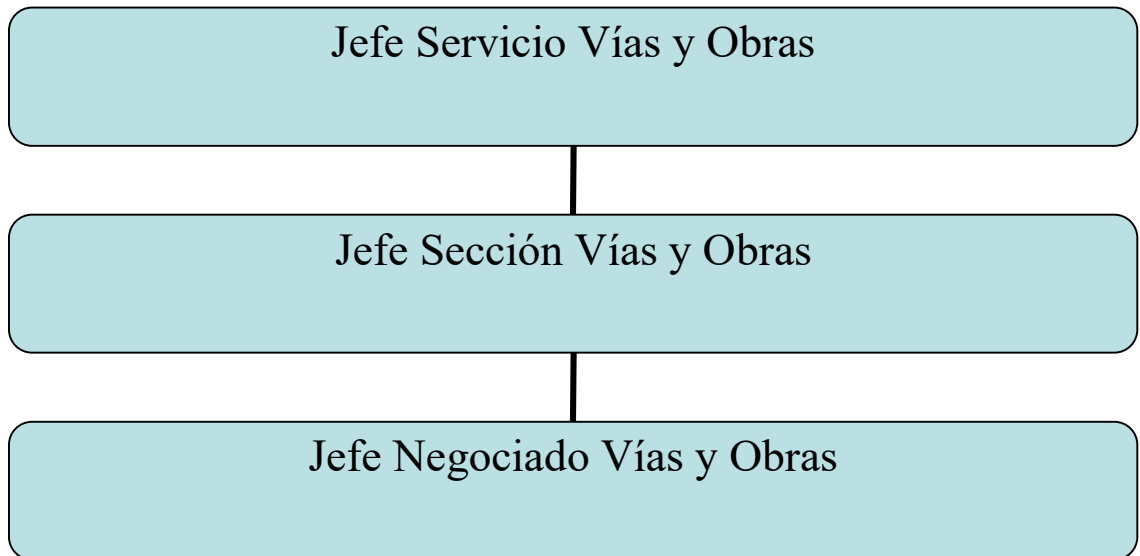 Jefe Servicio Vías y Obras
Jefe Sección Vías y Obras
Jefe Negociado Vías y Obras